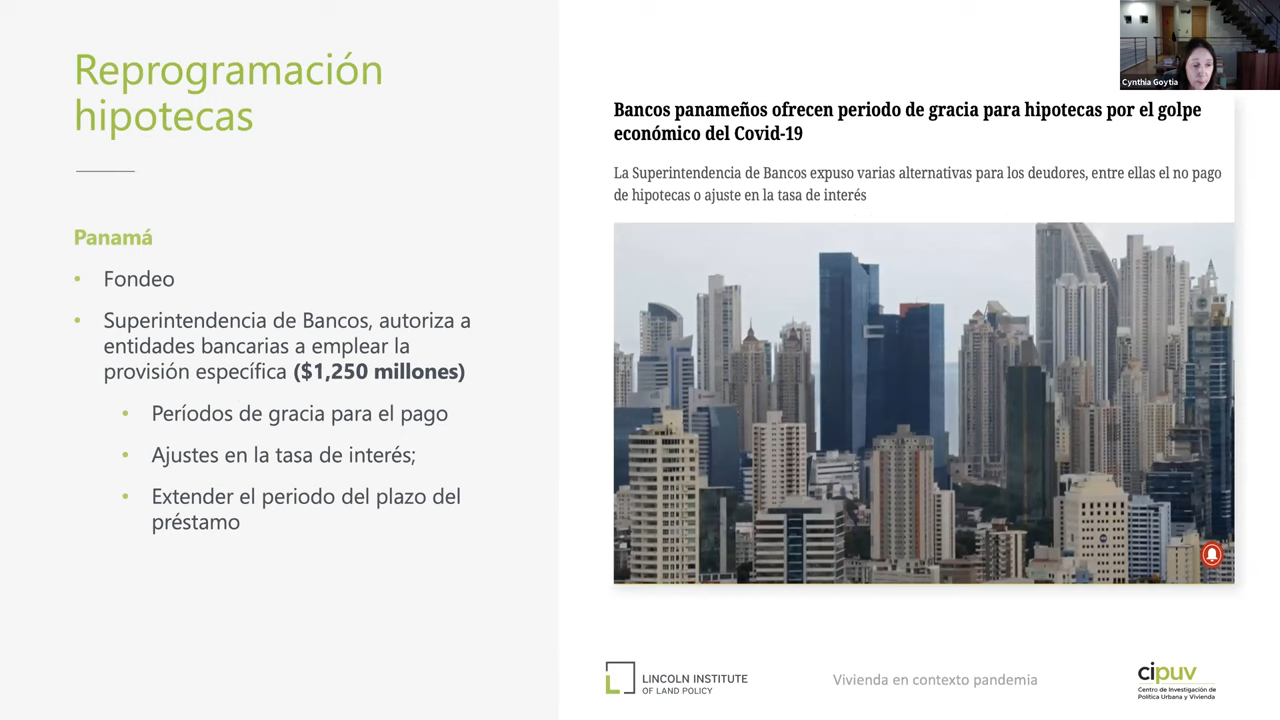 Reprogramación
hipotecas
Panamá
• Fondeo
• Superintendencia de Bancos, autoriza a
entidades bancarias a emplear la
provisión específica ($1,250 millones)
• Períodos de gracia para el pago
• Ajustes en la tasa de interés;
• Extender el periodo del plazo del
préstamo
Cynthia Goytia
Bancos panameños ofrecen periodo de gracia para hipotecas por el golpe
económico del Covid-19
La Superintendencia de Bancos expuso varias alternativas para los deudores, entre ellas el no pago
de hipotecas o ajuste en la tasa de interés
LINCOLN INSTITUTE
OF LAND POLICY
Vivienda en contexto pandemia
cipuv
Centro de Investigación de
Política Urbana y Vivienda